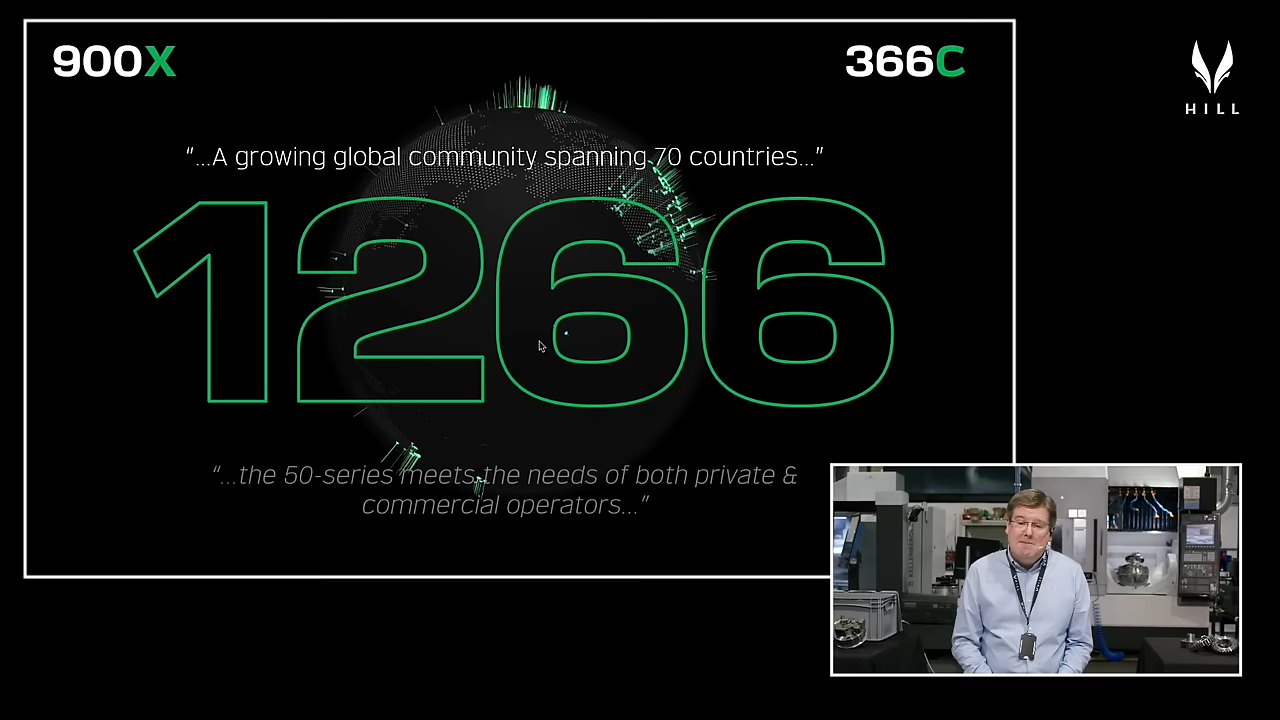 900X
366C
HILL
“...A growing global community spanning 70 countries...”
1266
“...the 50-series meets the needs of both private &
commercial operators...”
KELLENBERGER